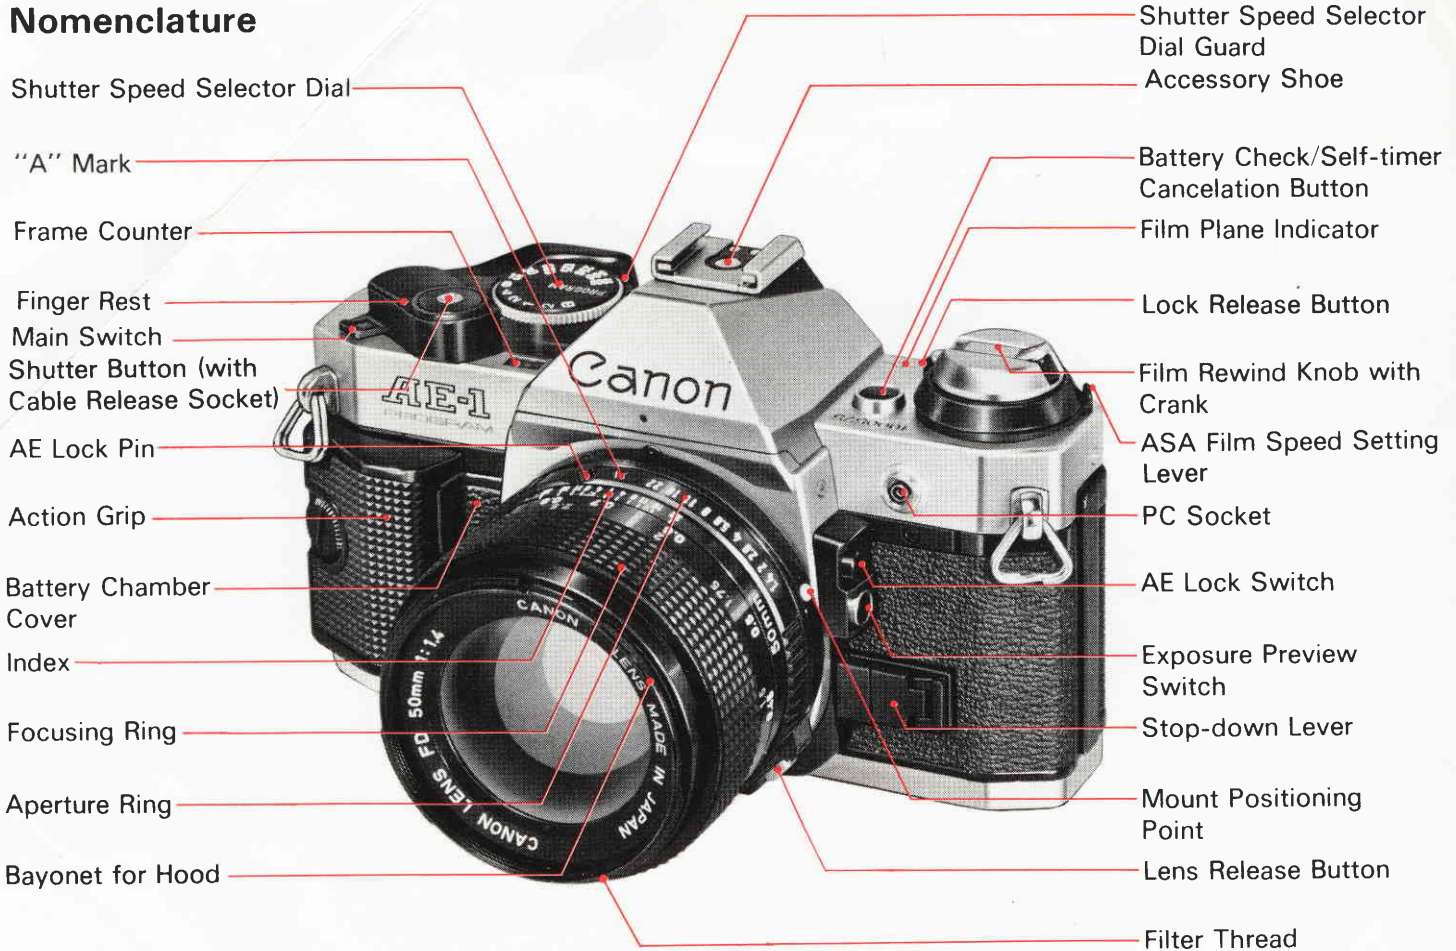 Nomenclature
Shutter Speed Selector Dial
"A" Mark
Frame Counter
Finger Rest
Main Switch
Shutter Button (with
Cable Release Socket)
AE Lock Pin
Action Grip
Battery Chamber
Cover
Index
Focusing Ring
Aperture Ring
Bayonet for Hood
Shutter Speed Selector
Dial Guard
Accessory Shoe
Battery Check/Self-timer
Cancelation Button
Film Plane Indicator
Lock Release Button
Film Rewind Knob with
Crank
ASA Film Speed Setting
Lever
PC Socket
AE Lock Switch
Exposure Preview
Switch
Stop-down Lever
Mount Positioning
Point
Lens Release Button
Filter Thread
Canon
AE-1
PROGRAM
50mm
CANON LENS MADE IN JAPAN
CANON LENS FD 50mm 1:1.4